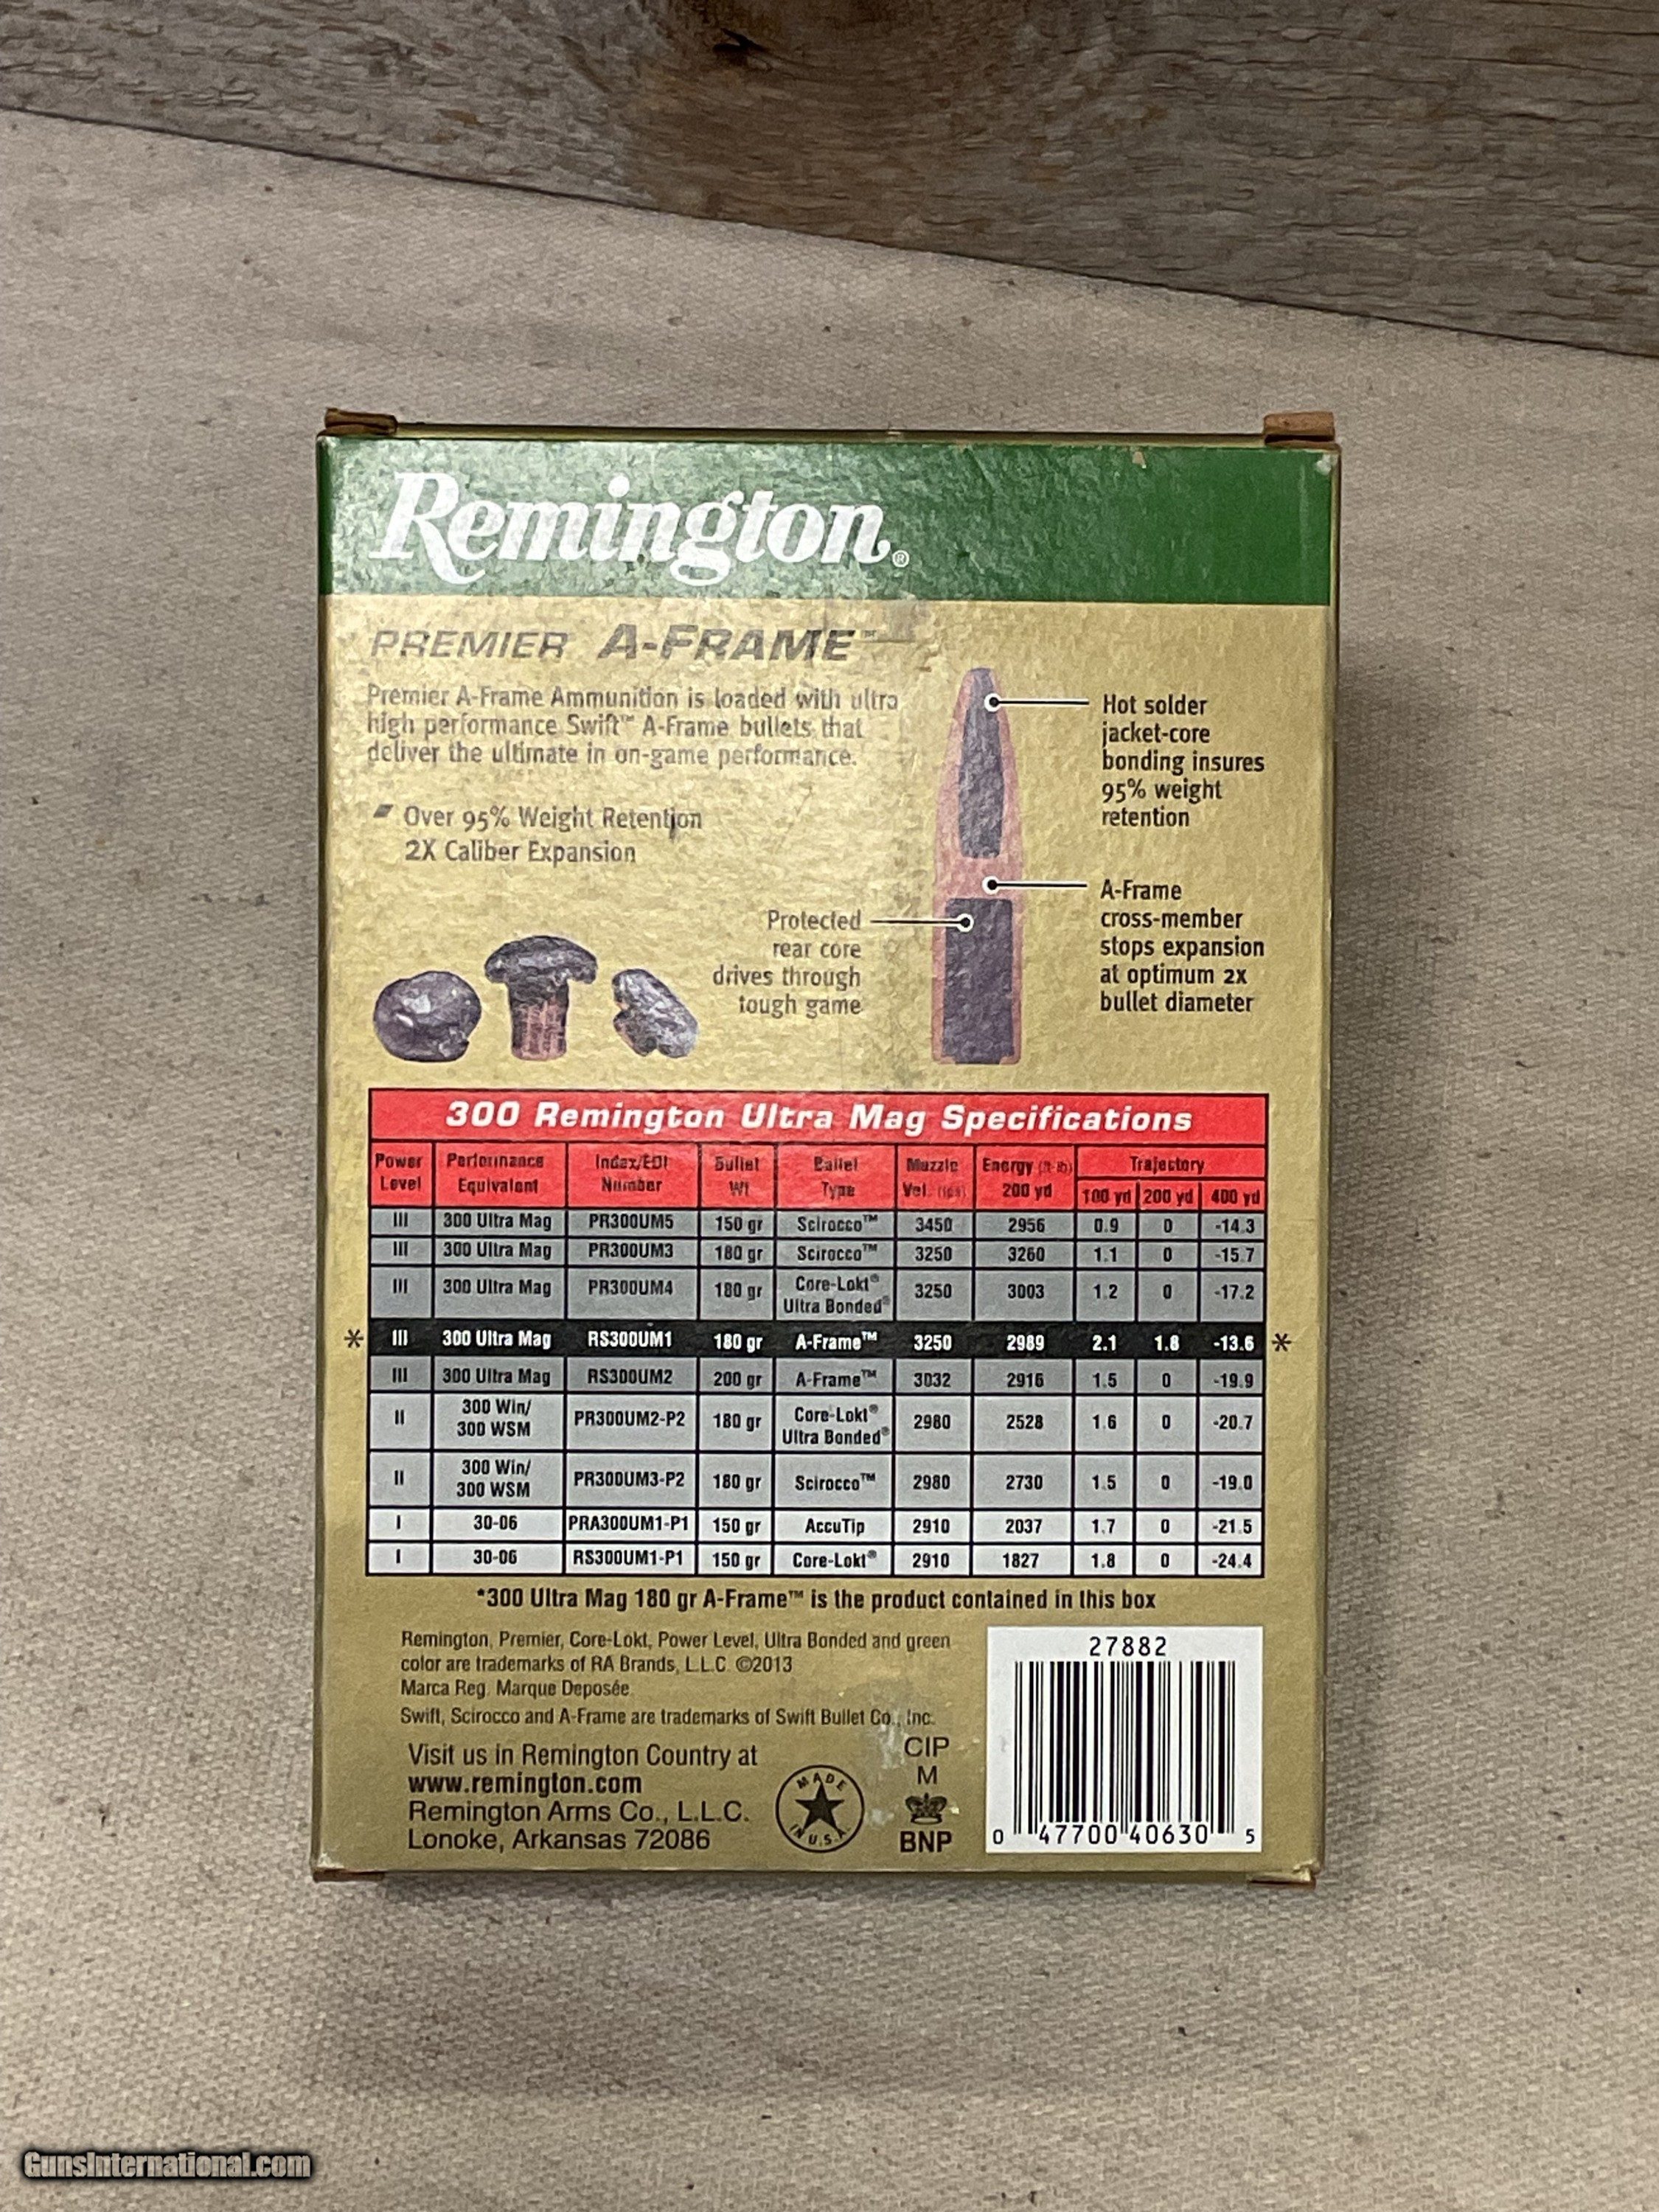 Remington®
PREMIER A-FRAME™
Premier A-Frame Ammunition is loaded with ultra
high performance Swift™ A-Frame bullets that
deliver the ultimate in on-game performance.
Over 95% Weight Retention
2X Caliber Expansion
Hot solder
jacket-core
bonding insures
95% weight
retention
A-Frame
cross-member
stops expansion
at optimum 2x
bullet diameter
Protected
rear core
drives through
tough game
300 Remington Ultra Mag Specifications
Power Level Performance Equivalent Index/EDI Number Bullet Wt Bullet Type Muzzle Vel. (fps) Energy (ft-lb) 200 yd Trajectory 100 yd 200 yd 400 yd
III 300 Ultra Mag PR300UM5 150 gr Scirocco™ 3450 2956 0.9 0 -14.3
III 300 Ultra Mag PR300UM3 180 gr Scirocco™ 3250 3260 1.1 0 -15.7
III 300 Ultra Mag PR300UM4 180 gr Core-Lokt® Ultra Bonded® 3250 3003 1.2 0 -17.2
* III 300 Ultra Mag RS300UM1 180 gr A-Frame™ 3250 2989 2.1 1.8 -13.6 *
III 300 Ultra Mag RS300UM2 200 gr A-Frame™ 3032 2916 1.5 0 -19.9
II 300 Win/ 300 WSM PR300UM2-P2 180 gr Core-Lokt® Ultra Bonded® 2980 2528 1.6 0 -20.7
II 300 Win/ 300 WSM PR300UM3-P2 180 gr Scirocco™ 2980 2730 1.5 0 -19.0
I 30-06 PRA300UM1-P1 150 gr AccuTip 2910 2037 1.7 0 -21.5
I 30-06 RS300UM1-P1 150 gr Core-Lokt® 2910 1827 1.8 0 -24.4
*300 Ultra Mag 180 gr A-Frame™ is the product contained in this box
Remington, Premier, Core-Lokt, Power Level, Ultra Bonded and green
color are trademarks of RA Brands, L.L.C. ©2013
Marca Reg. Marque Deposée.
Swift, Scirocco and A-Frame are trademarks of Swift Bullet Co., Inc.
Visit us in Remington Country at
www.remington.com
Remington Arms Co., L.L.C.
Lonoke, Arkansas 72086
MADE IN U.S.A.
CIP
M
BNP
27882
0 47700 40630 5
GunsInternational.com